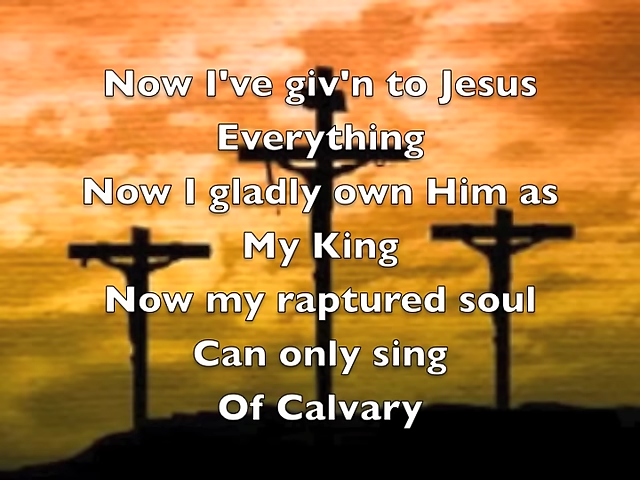 Now I've giv'n to Jesus
Everything
Now I gladly own Him as
My King
Now my raptured soul
Can only sing
Of Calvary